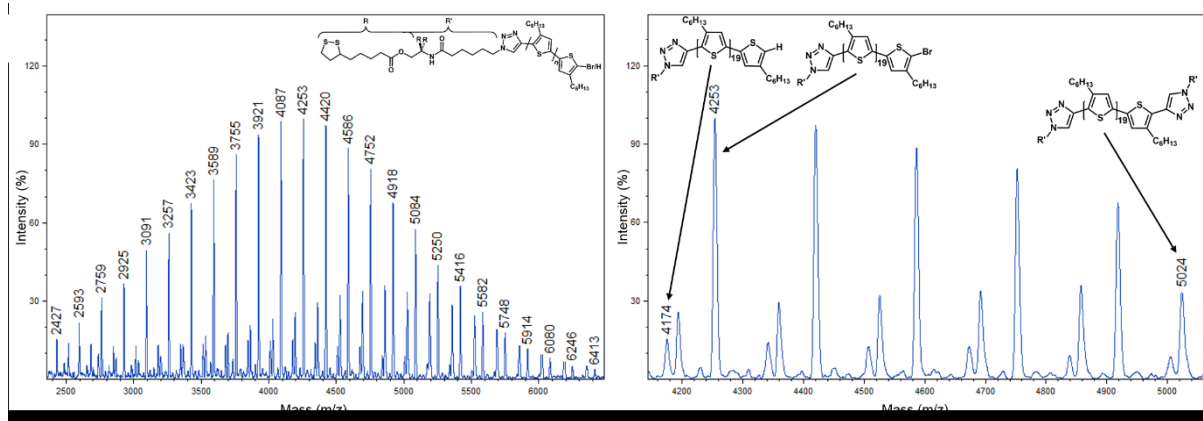 R
R'
C₆H₁₃
S–S
O
O
R
R
N
H
O
N=N
N
S
n
S
Br/H
C₆H₁₃
120
90
60
30
Intensity (%)
2427
2593
2759
2925
3091
3257
3423
3589
3755
3921
4087
4253
4420
4586
4752
4918
5084
5250
5416
5582
5748
5914
6080
6246
6413
2500
3000
3500
4000
4500
5000
5500
6000
Mass (m/z)
C₆H₁₃
N=N
N
R'
S
19
S
H
C₆H₁₃
C₆H₁₃
N=N
N
R'
S
19
S
Br
C₆H₁₃
C₆H₁₃
N=N
N
R'
S
19
S
C₆H₁₃
R'
N
N
N
120
90
60
30
Intensity (%)
4174
4253
5024
4200
4300
4400
4500
4600
4700
4800
4900
5000
Mass (m/z)